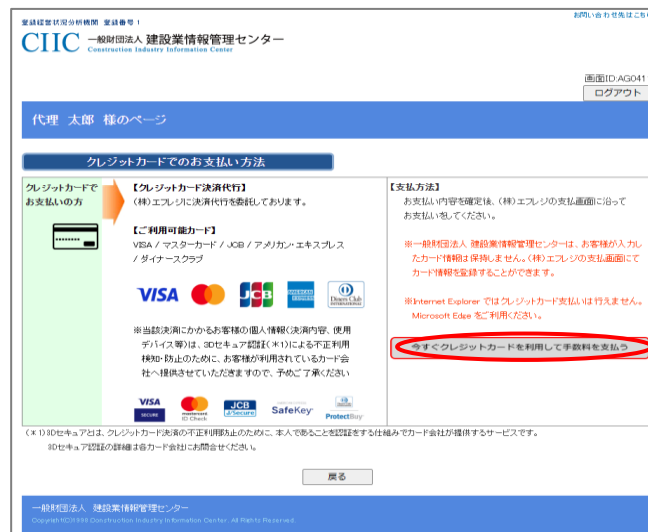 登録経営状況分析機関 登録番号1
お問い合わせ先はこち
CIIC 一般財団法人 建設業情報管理センター
Construction Industry Information Center
画面ID:AG041
ログアウト
代理 太郎 様のページ
クレジットカードでのお支払い方法
クレジットカードで
お支払いの方
【クレジットカード決済代行】
(株)エフレジに決済代行を委託しております。
【ご利用可能カード】
VISA / マスターカード / JCB / アメリカン・エキスプレス
/ ダイナースクラブ
VISA
JCB
Diners Club
INTERNATIONAL
※当該決済にかかるお客様の個人情報(決済内容、使用
デバイス等)は、3Dセキュア認証(*1)による不正利用
検知・防止のために、お客様が利用されているカード会
社へ提供させていただきますので、予めご了承ください
VISA
SECURE
mastercard
ID Check
JCB
J/Secure
SafeKey
ProtectBuy
【支払方法】
お支払い内容を確定後、(株)エフレジの支払画面に沿って
お支払いをしてください。
※一般財団法人 建設業情報管理センターは、お客様が入力し
たカード情報は保持しません。(株)エフレジの支払画面にて
カード情報を登録することができます。
※Internet Explorer ではクレジットカード支払いは行えません。
Microsoft Edge をご利用ください。
今すぐクレジットカードを利用して手数料を支払う
(*1)3Dセキュアとは、クレジットカード決済の不正利用防止のために、本人であることを認証をする仕組みでカード会社が提供するサービスです。
3Dセキュア認証の詳細は各カード会社にお問合せください。
戻る
一般財団法人 建設業情報管理センター
Copyright(C)1999 Construction Industry Information Center. All Rights Reserved.